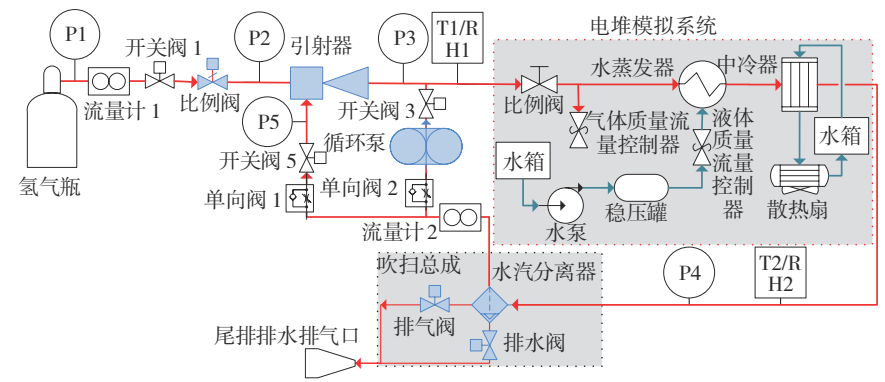 P1
开关阀 1
P2
引射器
P3
T1/R
H1
电堆模拟系统
水蒸发器
中冷器
流量计 1
比例阀
P5
开关阀 3
比例阀
气体质量流
量控制器
液体
质量
流量
控制
器
水箱
循环泵
开关阀 5
氢气瓶
单向阀 1
单向阀 2
水箱
水泵
稳压罐
散热扇
流量计 2
吹扫总成
水汽分离器
P4
T2/R
H2
排气阀
排水阀
尾排排水排气口